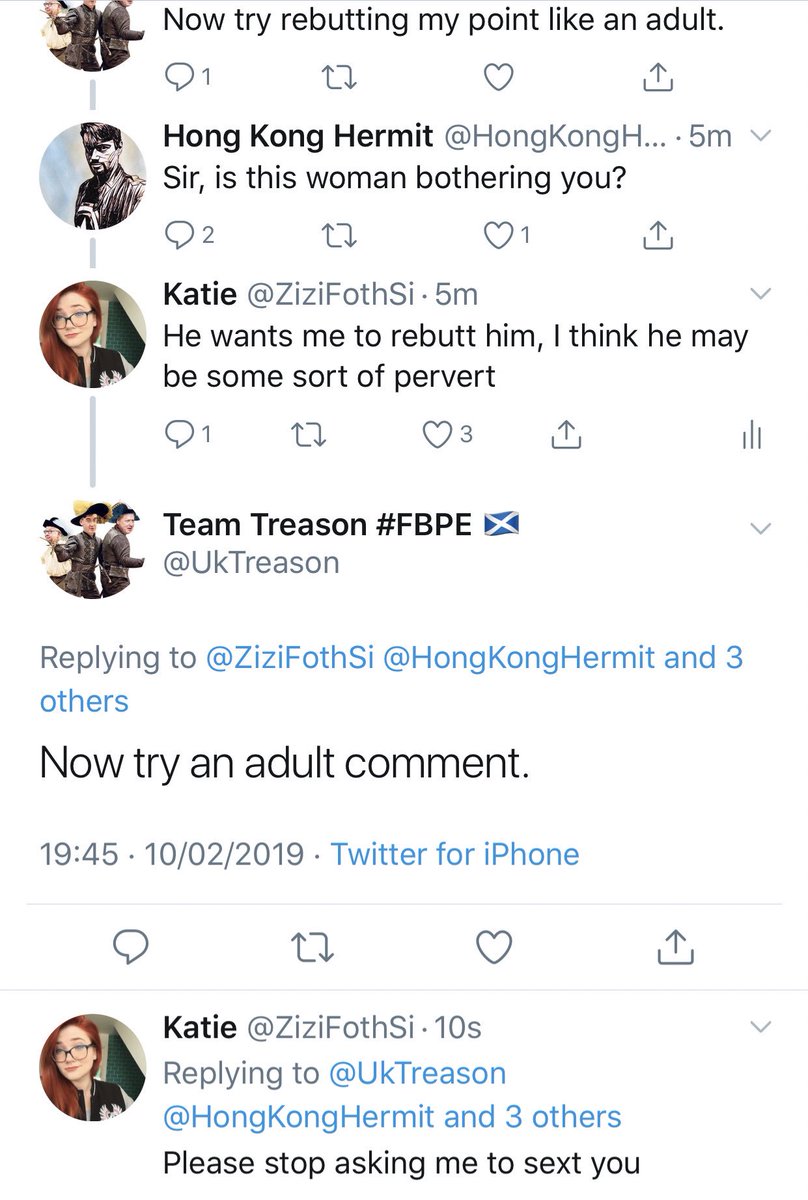 Now try rebutting my point like an adult.
1
Hong Kong Hermit @HongKongH... · 5m
Sir, is this woman bothering you?
2 1
Katie @ZiziFothSi · 5m
He wants me to rebutt him, I think he may
be some sort of pervert
1 3
Team Treason #FBPE 🏴󠁧󠁢󠁳󠁣󠁴󠁿
@UkTreason
Replying to @ZiziFothSi @HongKongHermit and 3
others
Now try an adult comment.
19:45 · 10/02/2019 · Twitter for iPhone
Katie @ZiziFothSi · 10s
Replying to @UkTreason
@HongKongHermit and 3 others
Please stop asking me to sext you